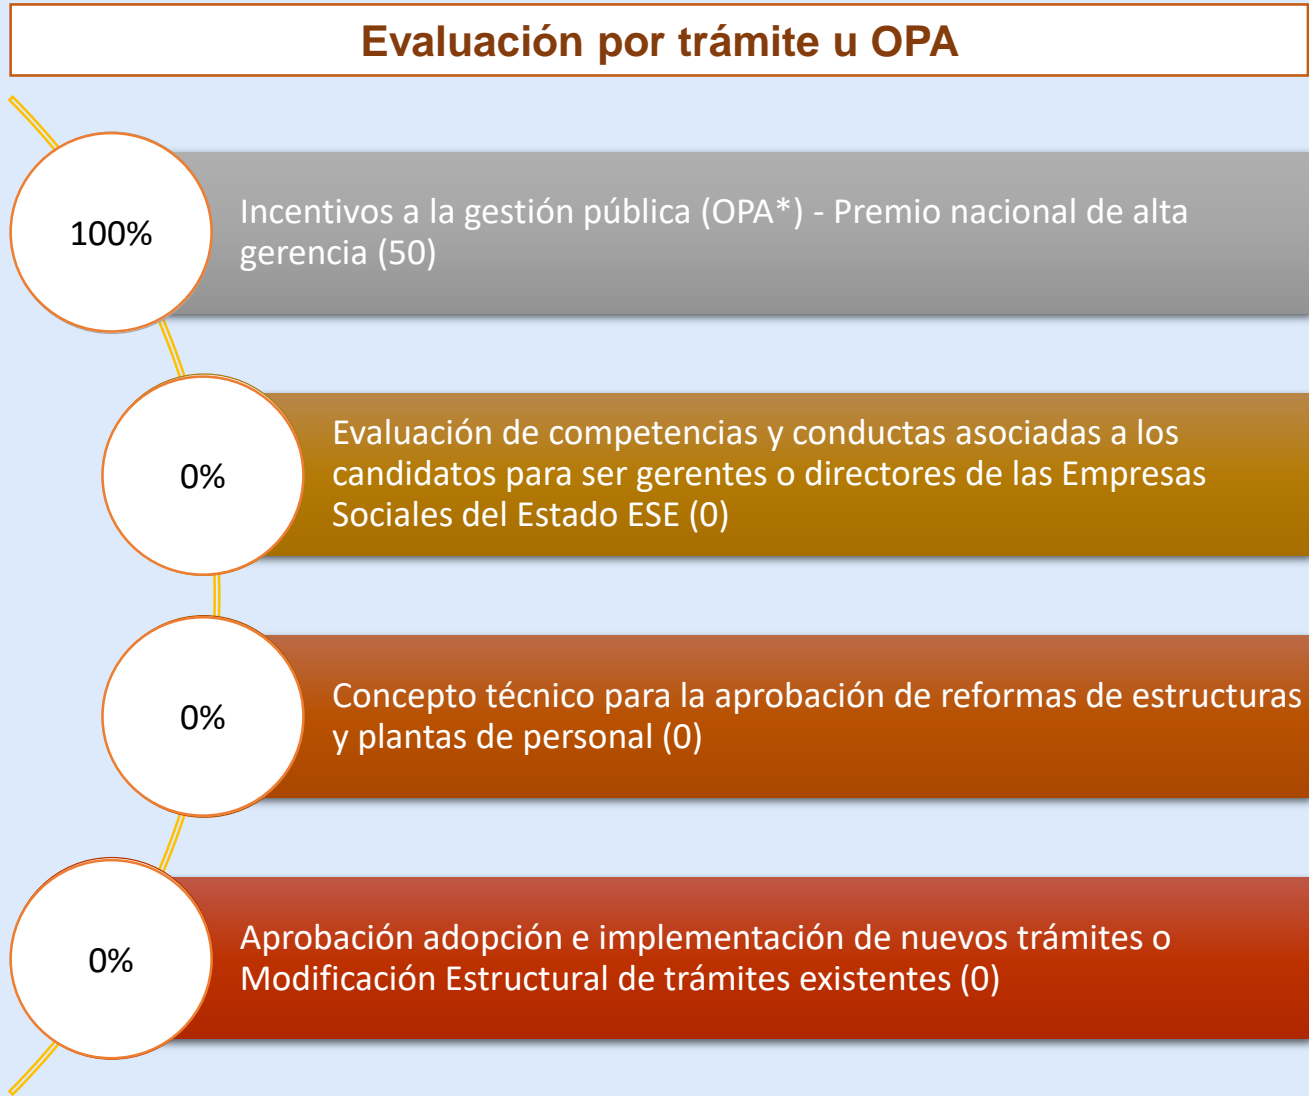 Evaluación por trámite u OPA
100%
Incentivos a la gestión pública (OPA*) - Premio nacional de alta
gerencia (50)
0%
Evaluación de competencias y conductas asociadas a los
candidatos para ser gerentes o directores de las Empresas
Sociales del Estado ESE (0)
0%
Concepto técnico para la aprobación de reformas de estructuras
y plantas de personal (0)
0%
Aprobación adopción e implementación de nuevos trámites o
Modificación Estructural de trámites existentes (0)